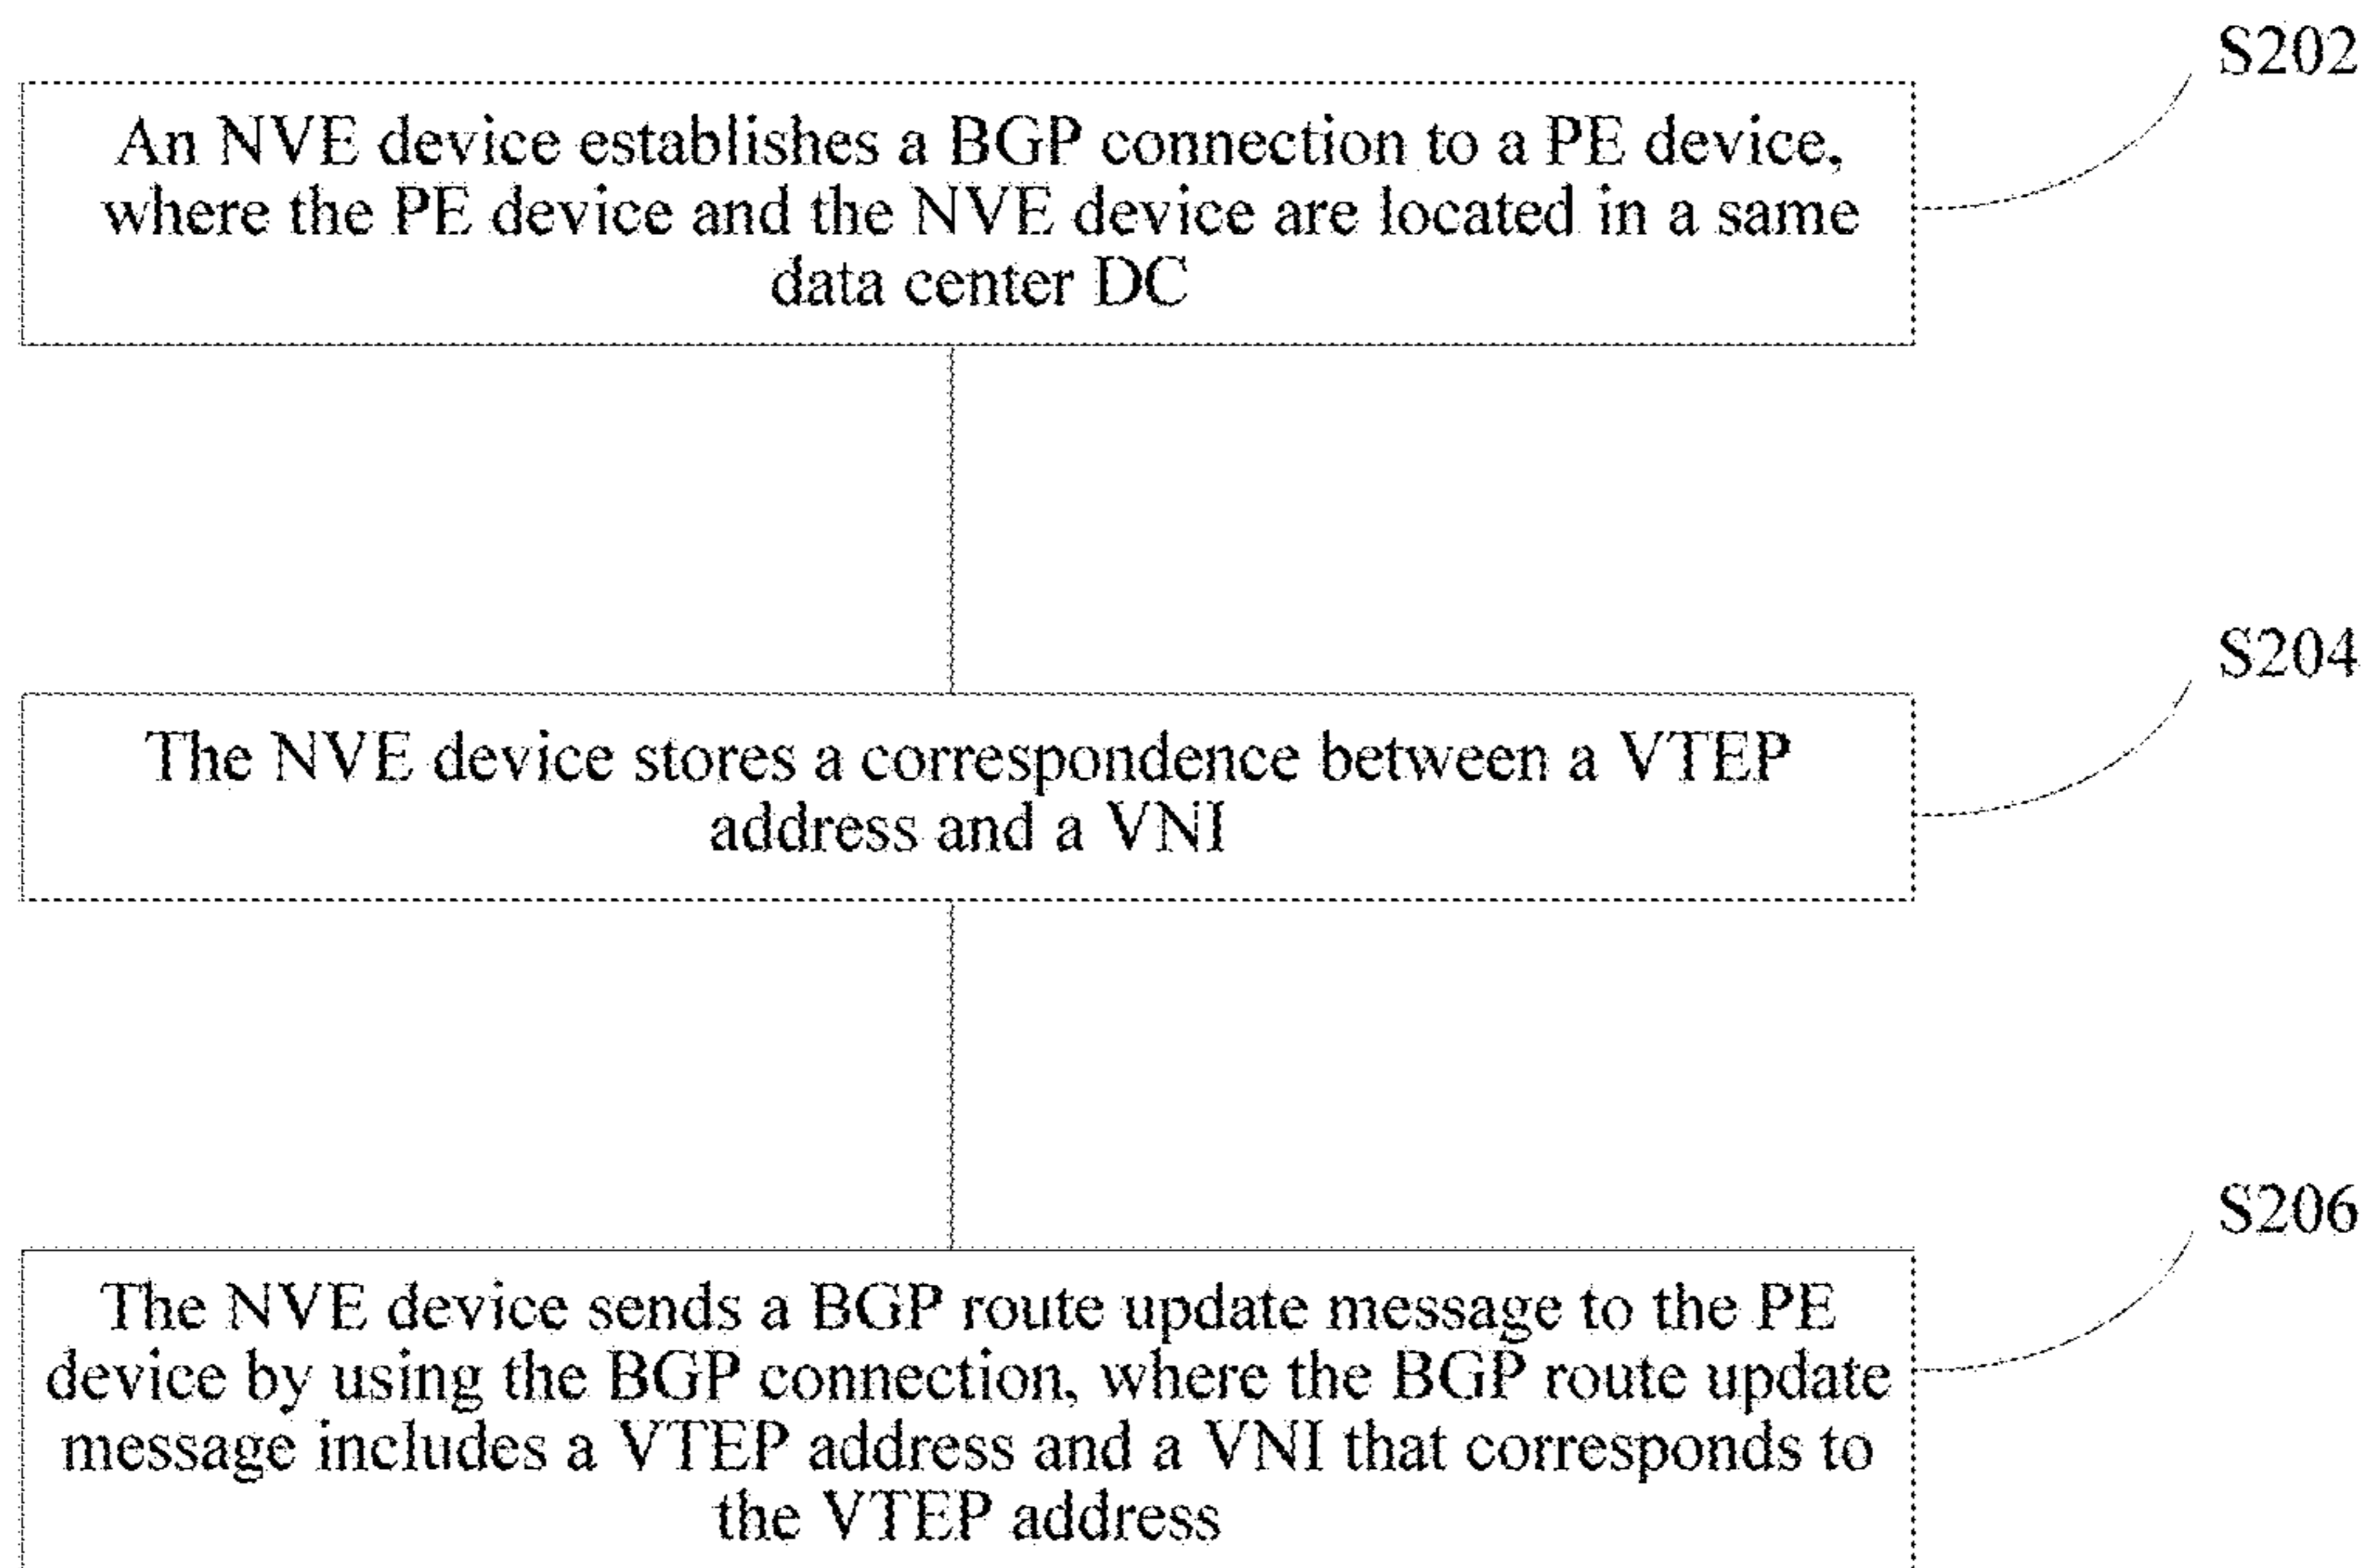 S202
An NVE device establishes a BGP connection to a PE device,
where the PE device and the NVE device are located in a same
data center DC
S204
The NVE device stores a correspondence between a VTEP
address and a VNI
S206
The NVE device sends a BGP route update message to the PE
device by using the BGP connection, where the BGP route update
message includes a VTEP address and a VNI that corresponds to
the VTEP address